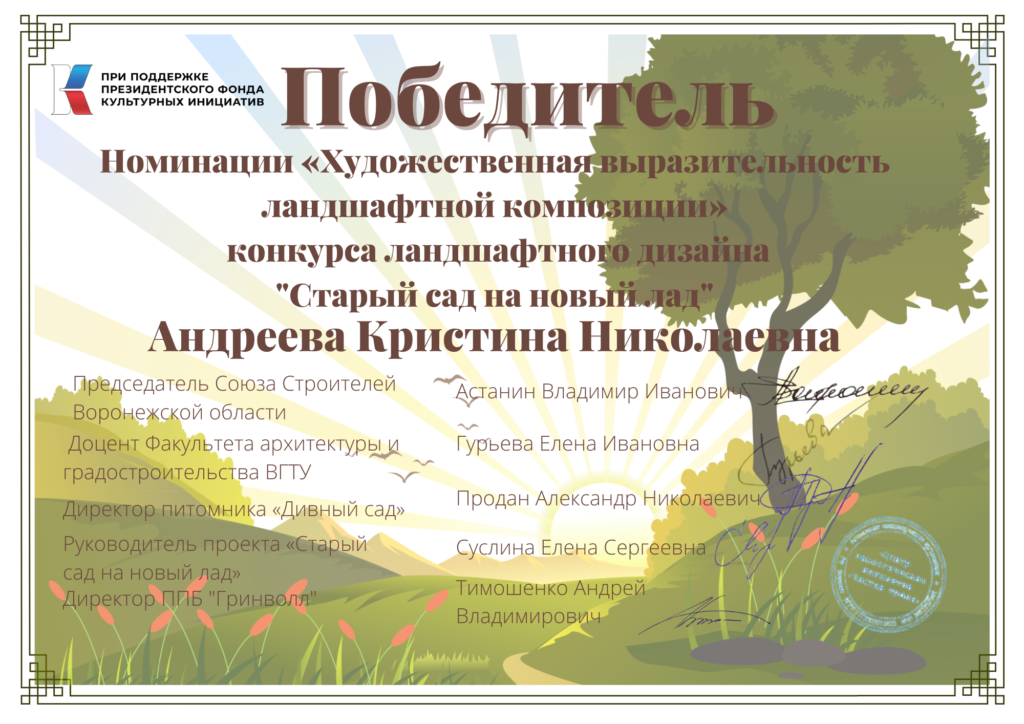 ПРИ ПОДДЕРЖКЕ
ПРЕЗИДЕНТСКОГО ФОНДА
КУЛЬТУРНЫХ ИНИЦИАТИВ
Победитель
Номинации «Художественная выразительность
ландшафтной композиции»
конкурса ландшафтного дизайна
"Старый сад на новый лад"
Андреева Кристина Николаевна
Председатель Союза Строителей
Воронежской области
Астанин Владимир Иванович
Доцент Факультета архитектуры и
градостроительства ВГТУ
Гурьева Елена Ивановна
Директор питомника «Дивный сад»
Продан Александр Николаевич
Руководитель проекта «Старый
сад на новый лад»
Суслина Елена Сергеевна
Директор ППБ "Гринволл"
Тимошенко Андрей
Владимирович